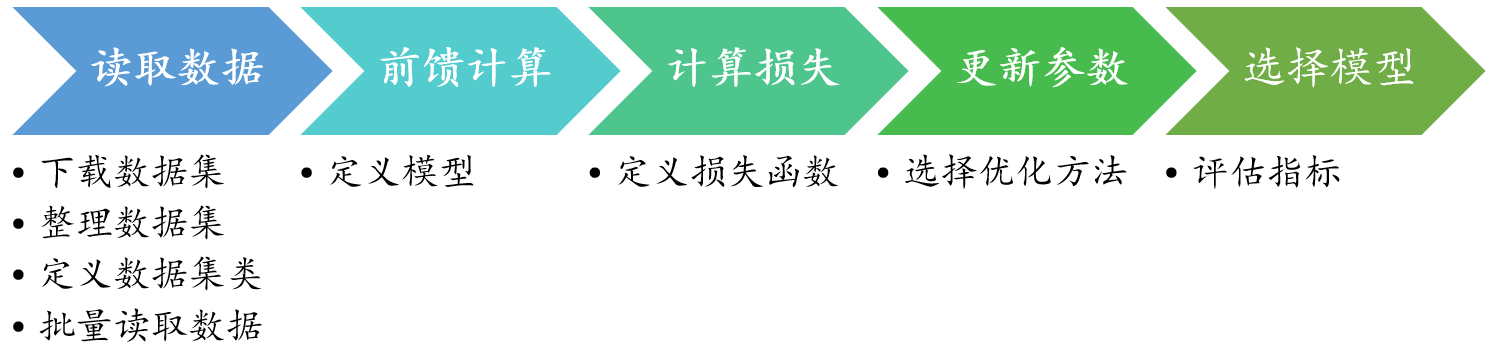 读取数据
前馈计算
计算损失
更新参数
选择模型
• 下载数据集
• 整理数据集
• 定义数据集类
• 批量读取数据
• 定义模型
• 定义损失函数
• 选择优化方法
• 评估指标